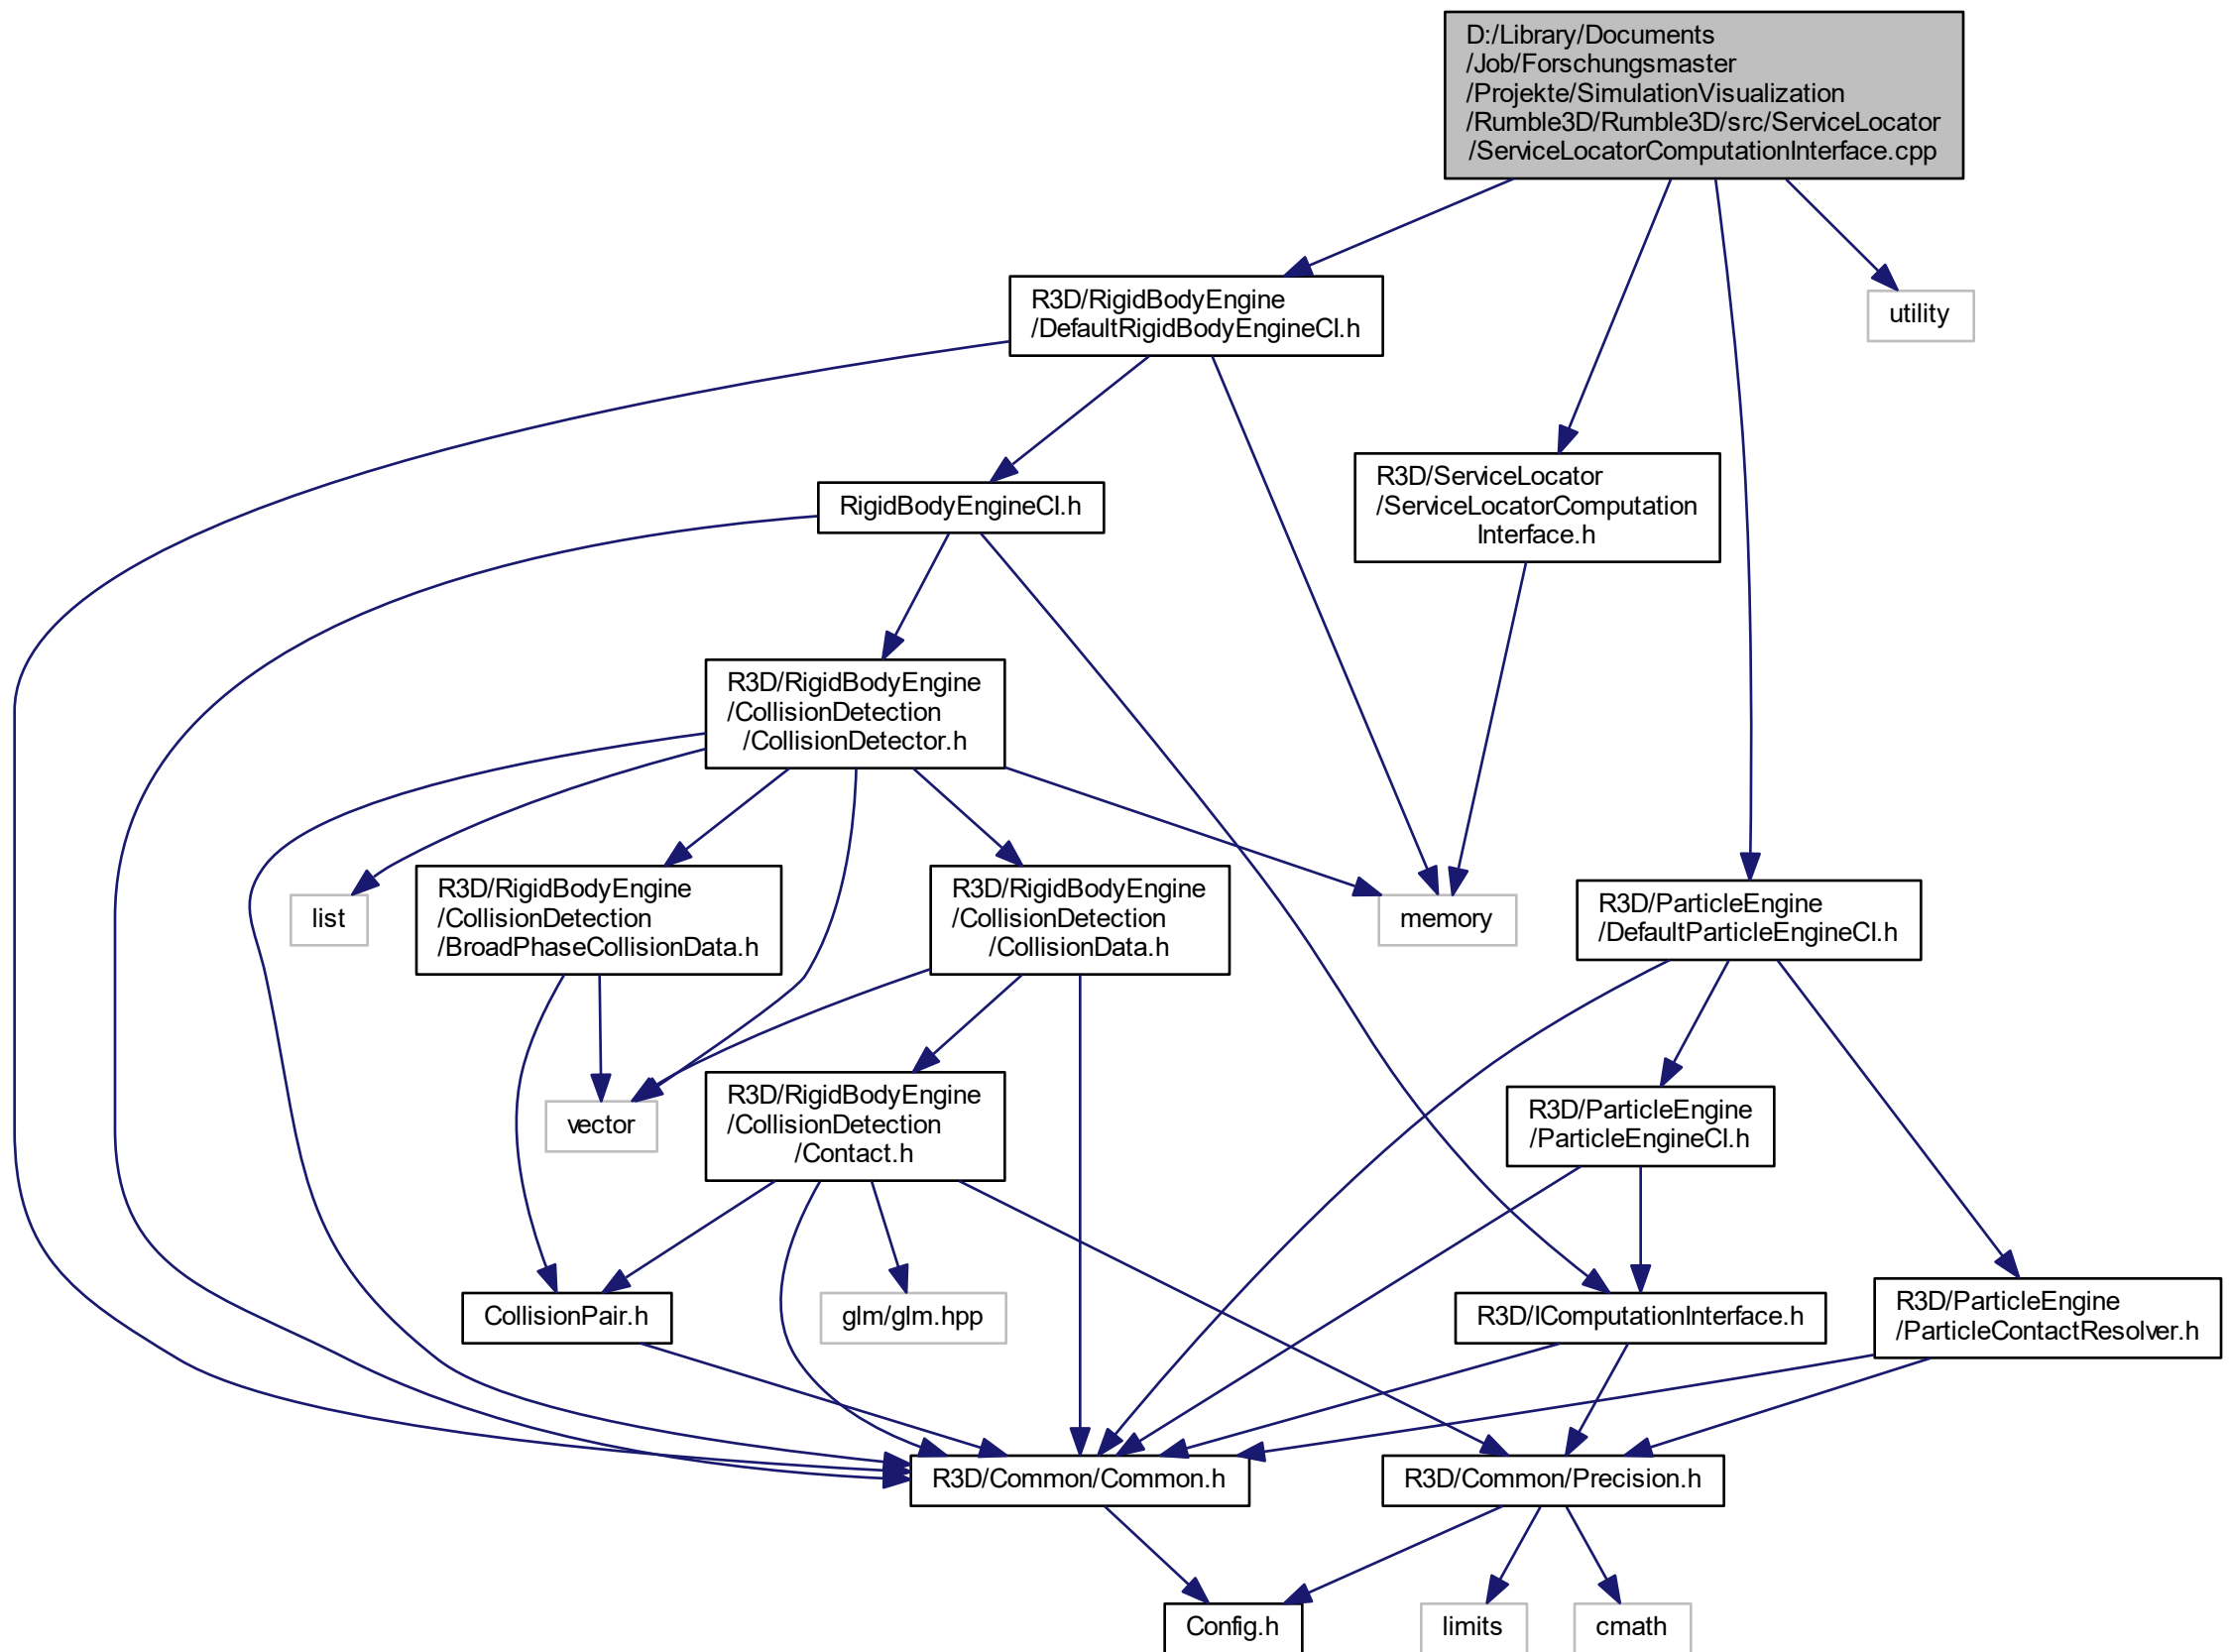 D:/Library/Documents
/Job/Forschungsmaster
/Projekte/SimulationVisualization
/Rumble3D/Rumble3D/src/ServiceLocator
/ServiceLocatorComputationInterface.cpp
R3D/RigidBodyEngine
/DefaultRigidBodyEngineCI.h
utility
RigidBodyEngineCI.h
R3D/ServiceLocator
/ServiceLocatorComputation
Interface.h
R3D/RigidBodyEngine
/CollisionDetection
/CollisionDetector.h
list
R3D/RigidBodyEngine
/CollisionDetection
/BroadPhaseCollisionData.h
R3D/RigidBodyEngine
/CollisionDetection
/CollisionData.h
memory
R3D/ParticleEngine
/DefaultParticleEngineCI.h
vector
R3D/RigidBodyEngine
/CollisionDetection
/Contact.h
R3D/ParticleEngine
/ParticleEngineCI.h
CollisionPair.h
glm/glm.hpp
R3D/IComputationInterface.h
R3D/ParticleEngine
/ParticleContactResolver.h
R3D/Common/Common.h
R3D/Common/Precision.h
Config.h
limits
cmath